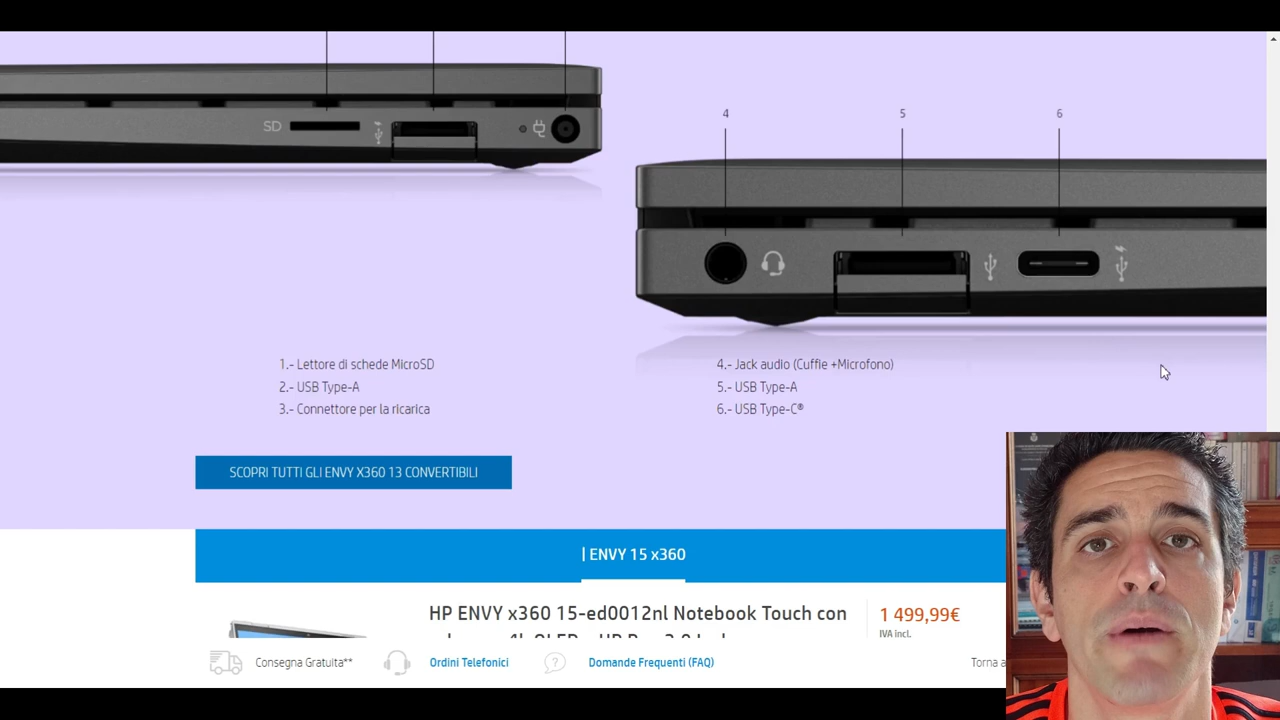 SD
4
5
6
1.- Lettore di schede MicroSD
2.- USB Type-A
3.- Connettore per la ricarica
4.- Jack audio (Cuffie +Microfono)
5.- USB Type-A
6.- USB Type-C®
SCOPRI TUTTI GLI ENVY X360 13 CONVERTIBILI
| ENVY 15 x360
HP ENVY x360 15-ed0012nl Notebook Touch con
1 499,99€
IVA incl.
Consegna Gratuita**
Ordini Telefonici
Domande Frequenti (FAQ)
Torna a